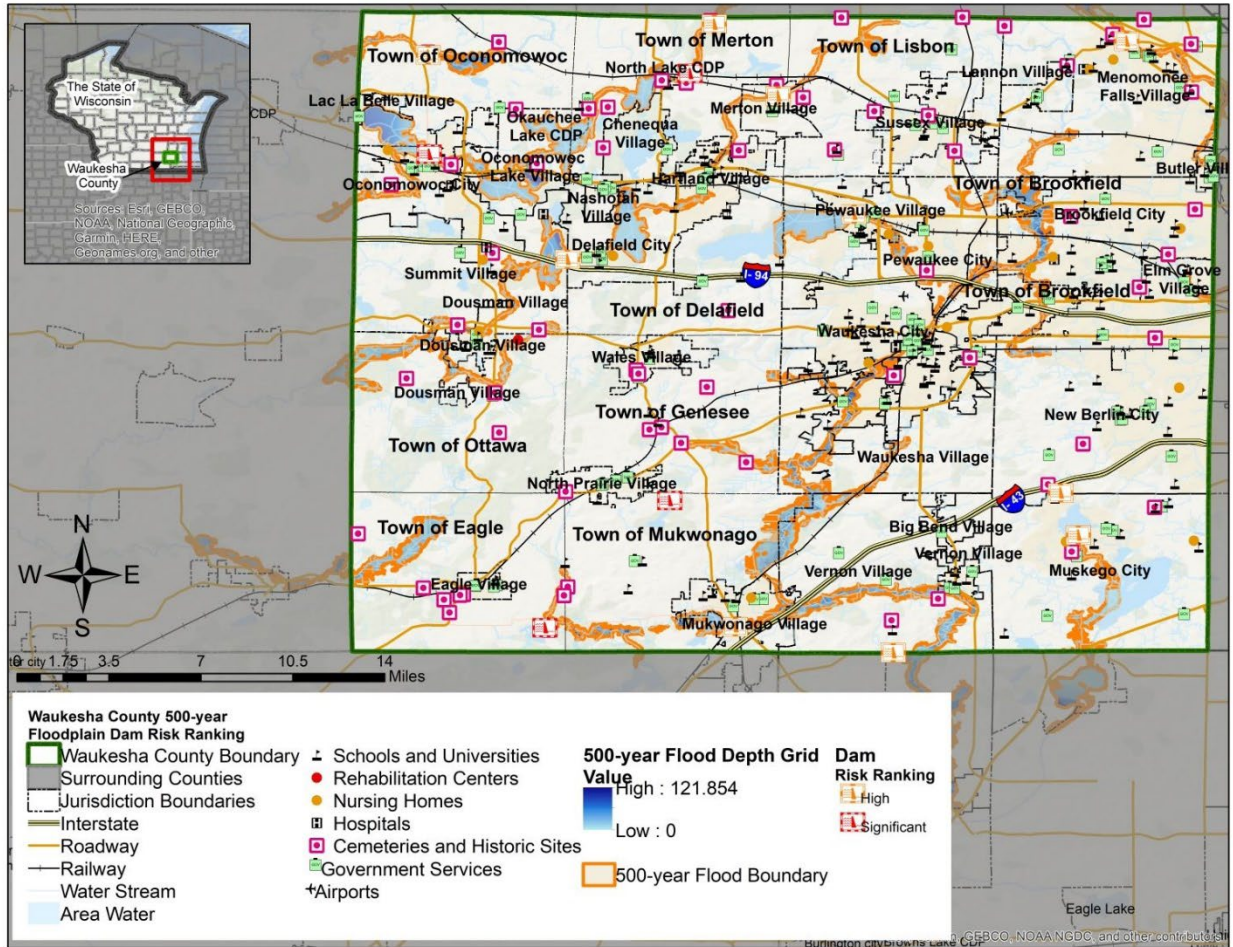 The State of
Wisconsin
Waukesha
County
Sources: Esri, GEBCO,
NOAA, National Geographic,
Garmin, HERE,
Geonames.org, and other
CDP
Town of Oconomowoc
Town of Merton
Town of Lisbon
North Lake CDP
Lannon Village
Menomonee
Falls Village
Lac La Belle Village
Okauchee
Lake CDP
Chenequa
Village
Merton Village
Sussex Village
Oconomowoc
Lake Village
Oconomowoc City
Hartland Village
Butler Vill
Nashotah
Village
Town of Brookfield
Pewaukee Village
Brookfield City
Delafield City
Summit Village
I-94
Pewaukee City
Elm Grove
Village
Dousman Village
Town of Delafield
Town of Brookfield
Waukesha City
Dousman Village
Wales Village
Dousman Village
Town of Genesee
New Berlin City
Town of Ottawa
Waukesha Village
North Prairie Village
I-43
Town of Eagle
Town of Mukwonago
Big Bend Village
Vernon Village
Eagle Village
Vernon Village
Muskego City
Mukwonago Village
N
W E
S
ter city
0 1.75 3.5 7 10.5 14
Miles
Waukesha County 500-year
Floodplain Dam Risk Ranking
Waukesha County Boundary
Surrounding Counties
Jurisdiction Boundaries
Interstate
Roadway
Railway
Water Stream
Area Water
Schools and Universities
Rehabilitation Centers
Nursing Homes
H Hospitals
Cemeteries and Historic Sites
Government Services
Airports
500-year Flood Depth Grid
Value
High : 121.854
Low : 0
500-year Flood Boundary
Dam
Risk Ranking
High
Significant
Eagle Lake
GEBCO, NOAA NGDC, and other contributors
Burlington city
Browns Lake CDP